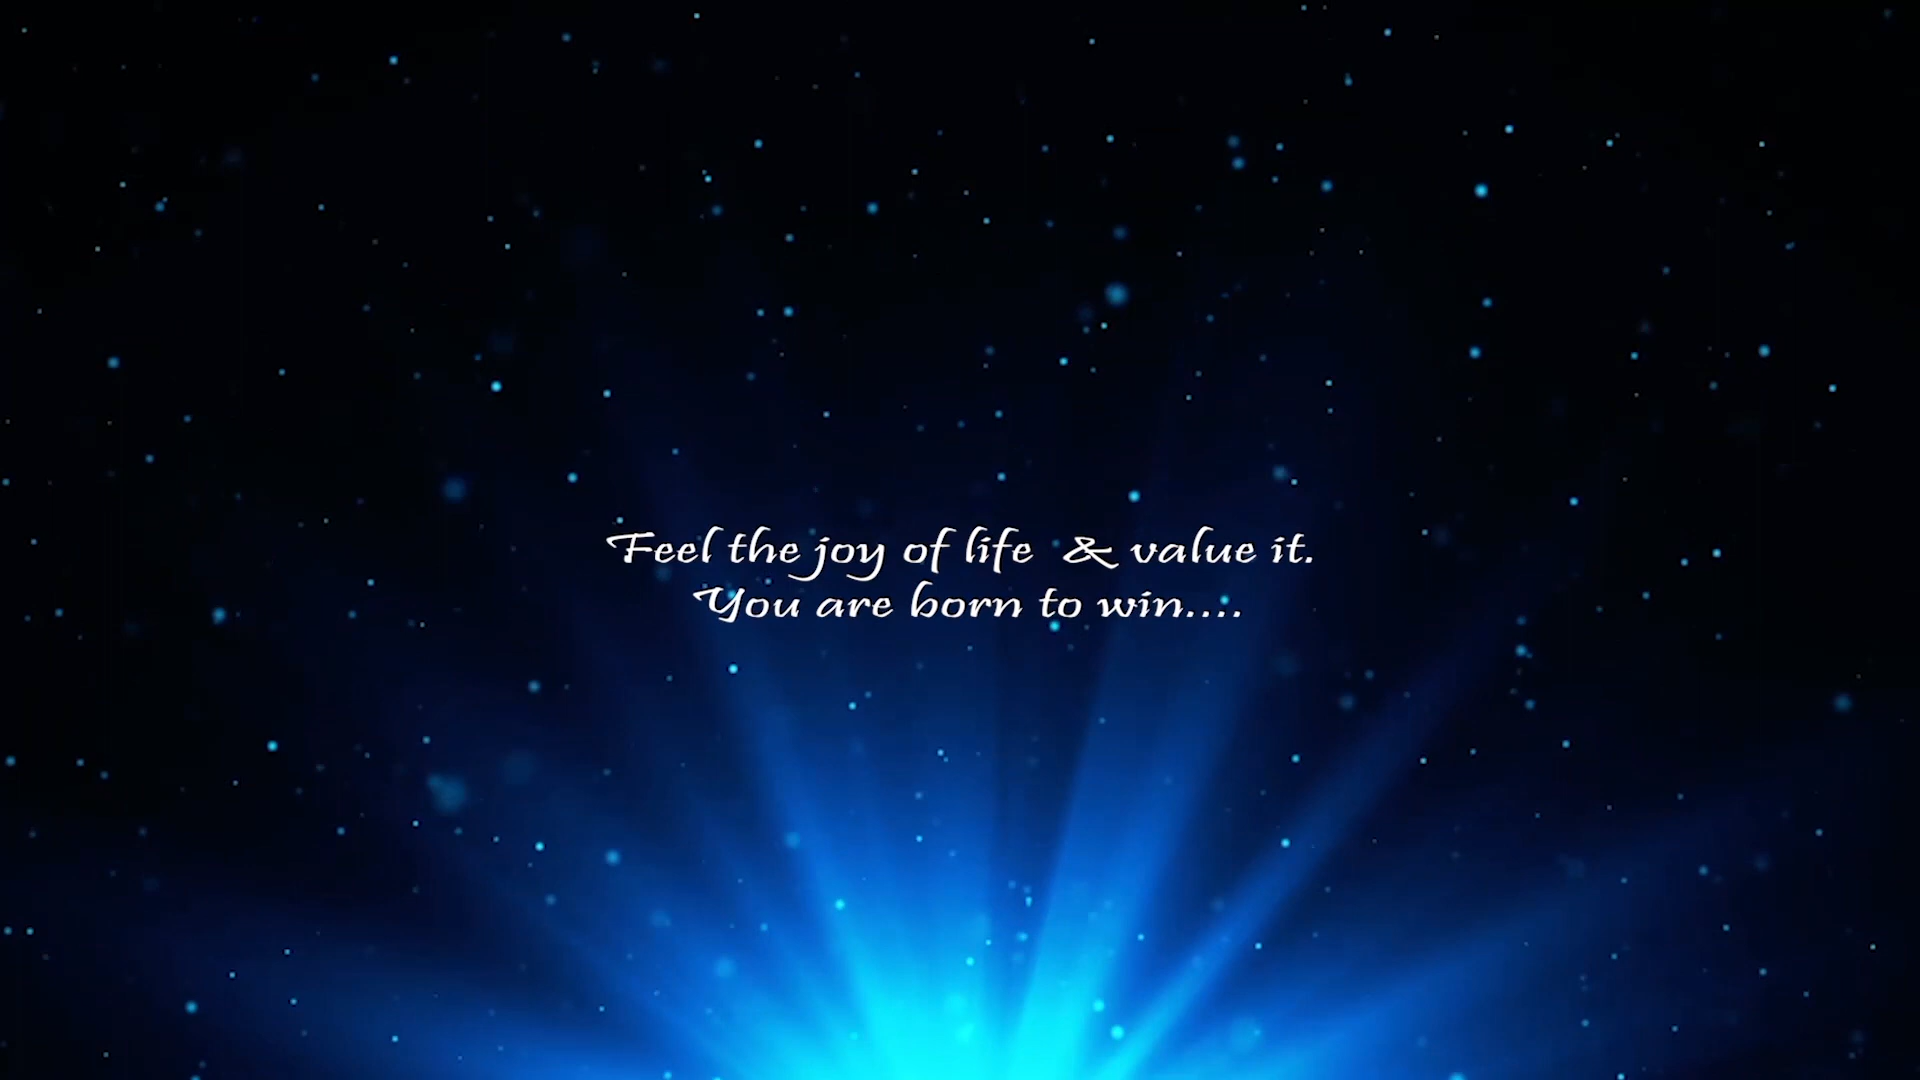 Feel the joy of life & value it.
You are born to win....